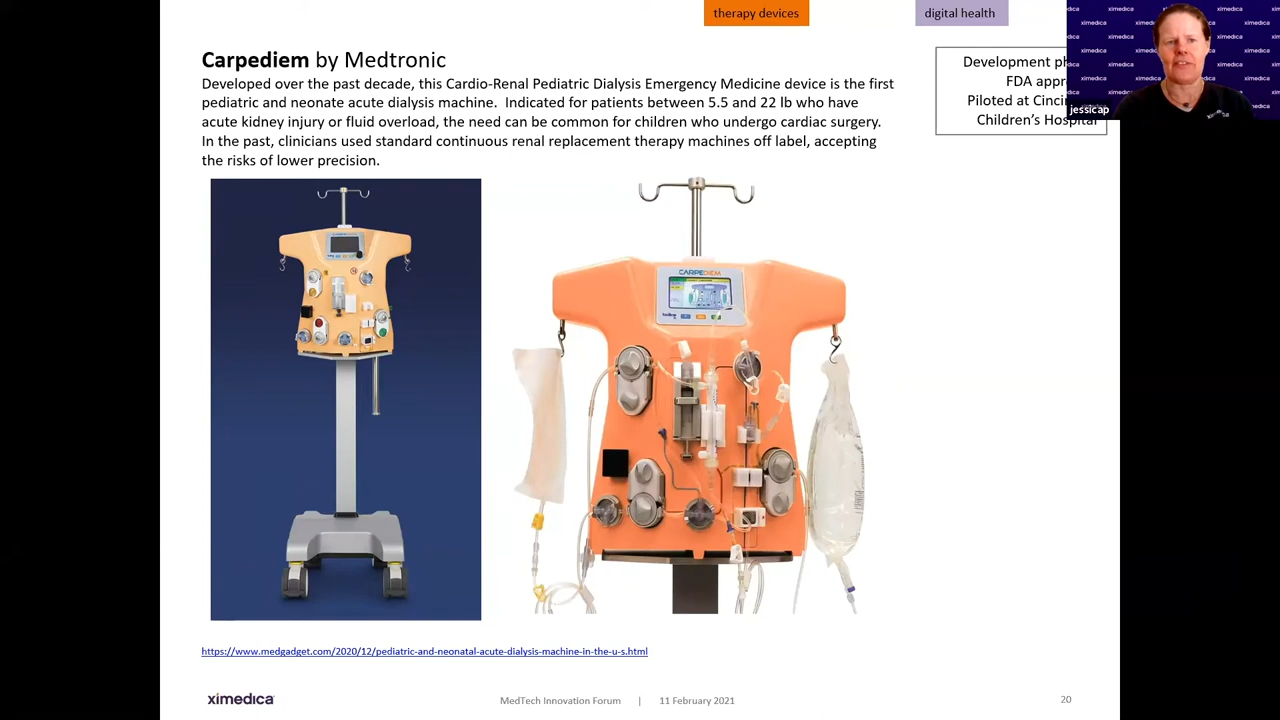 therapy devices
digital health
Carpediem by Medtronic
Developed over the past decade, this Cardio-Renal Pediatric Dialysis Emergency Medicine device is the first
pediatric and neonate acute dialysis machine. Indicated for patients between 5.5 and 22 lb who have
acute kidney injury or fluid overload, the need can be common for children who undergo cardiac surgery.
In the past, clinicians used standard continuous renal replacement therapy machines off label, accepting
the risks of lower precision.
Development
FDA
Piloted at
Children's Hospital
jessicap
ximedica
CARPEDIEM
https://www.medgadget.com/2020/12/pediatric-and-neonatal-acute-dialysis-machine-in-the-u-s.html
ximedica
MedTech Innovation Forum | 11 February 2021
20